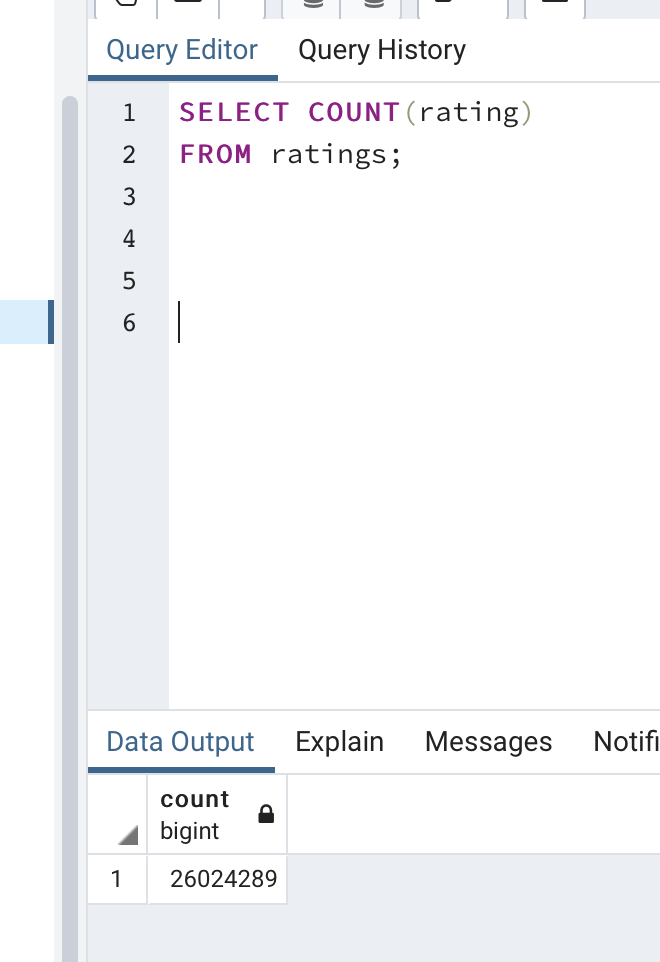 Query Editor Query History
1 SELECT COUNT(rating)
2 FROM ratings;
3
4
5
6
Data Output Explain Messages Notifi
count
bigint
1 26024289